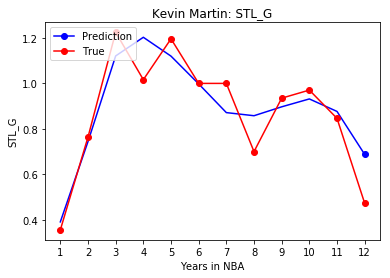 Kevin Martin: STL_G
Prediction
True
1.2
1.0
0.8
0.6
0.4
STL_G
1 2 3 4 5 6 7 8 9 10 11 12
Years in NBA